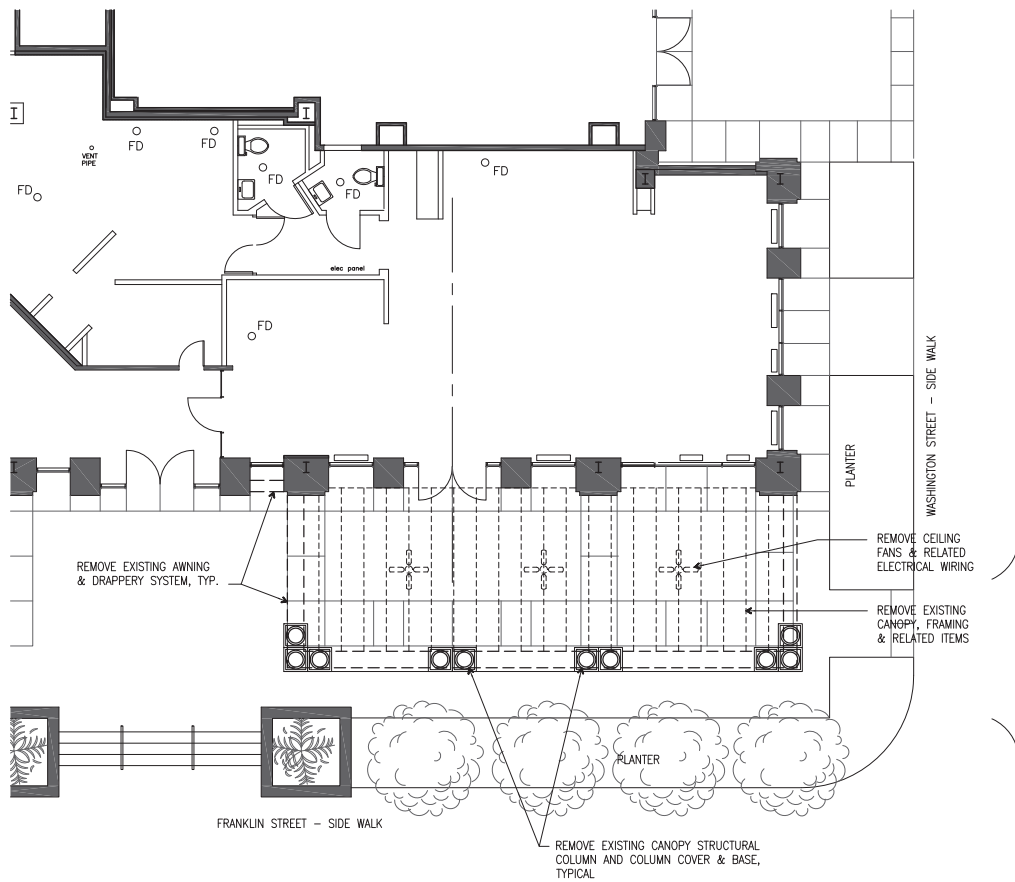 FD
FD
VENT
PIPE
FD
FD
FD
FD
elec panel
FD
WASHINGTON STREET – SIDE WALK
PLANTER
REMOVE CEILING
FANS & RELATED
ELECTRICAL WIRING
REMOVE EXISTING AWNING
& DRAPPERY SYSTEM, TYP.
REMOVE EXISTING
CANOPY, FRAMING
& RELATED ITEMS
PLANTER
FRANKLIN STREET – SIDE WALK
REMOVE EXISTING CANOPY STRUCTURAL
COLUMN AND COLUMN COVER & BASE,
TYPICAL